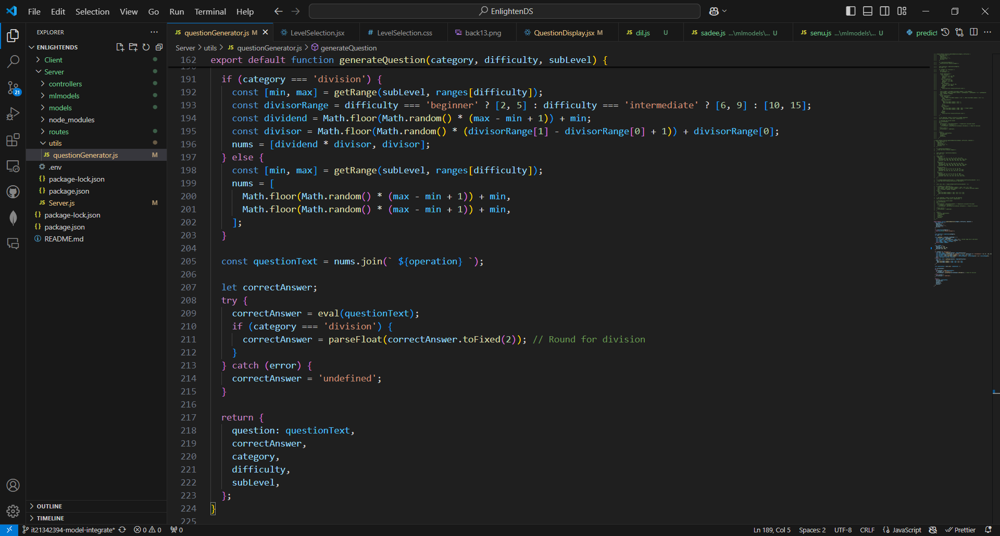 File Edit Selection View Go Run Terminal Help
EnlightenDS
EXPLORER
ENLIGHTENDS
Client
Server
controllers
mlmodels
models
node_modules
routes
utils
JS questionGenerator.js M
.env
{} package-lock.json
{} package.json
JS Server.js M
{} package-lock.json
{} package.json
README.md
OUTLINE
TIMELINE
21
JS questionGenerator.js M
LevelSelection.jsx
# LevelSelection.css
back13.png
QuestionDisplay.jsx M
JS dil.js U
JS sadee.js ...\mlmodels\... U
JS senu.js ...\mlmodels\... U
predict
Server > utils > JS questionGenerator.js > generateQuestion
162 export default function generateQuestion(category, difficulty, subLevel) {
191 if (category === 'division') {
192 const [min, max] = getRange(subLevel, ranges[difficulty]);
193 const divisorRange = difficulty === 'beginner' ? [2, 5] : difficulty === 'intermediate' ? [6, 9] : [10, 15];
194 const dividend = Math.floor(Math.random() * (max - min + 1)) + min;
195 const divisor = Math.floor(Math.random() * (divisorRange[1] - divisorRange[0] + 1)) + divisorRange[0];
196 nums = [dividend * divisor, divisor];
197 } else {
198 const [min, max] = getRange(subLevel, ranges[difficulty]);
199 nums = [
200 Math.floor(Math.random() * (max - min + 1)) + min,
201 Math.floor(Math.random() * (max - min + 1)) + min,
202 ];
203 }
204
205 const questionText = nums.join(` ${operation} `);
206
207 let correctAnswer;
208 try {
209 correctAnswer = eval(questionText);
210 if (category === 'division') {
211 correctAnswer = parseFloat(correctAnswer.toFixed(2)); // Round for division
212 }
213 } catch (error) {
214 correctAnswer = 'undefined';
215 }
216
217 return {
218 question: questionText,
219 correctAnswer,
220 category,
221 difficulty,
222 subLevel,
223 };
224 }
225
it21342394-model-integrate* 0 0 0
Ln 189, Col 5 Spaces: 2 UTF-8 CRLF {} JavaScript Prettier